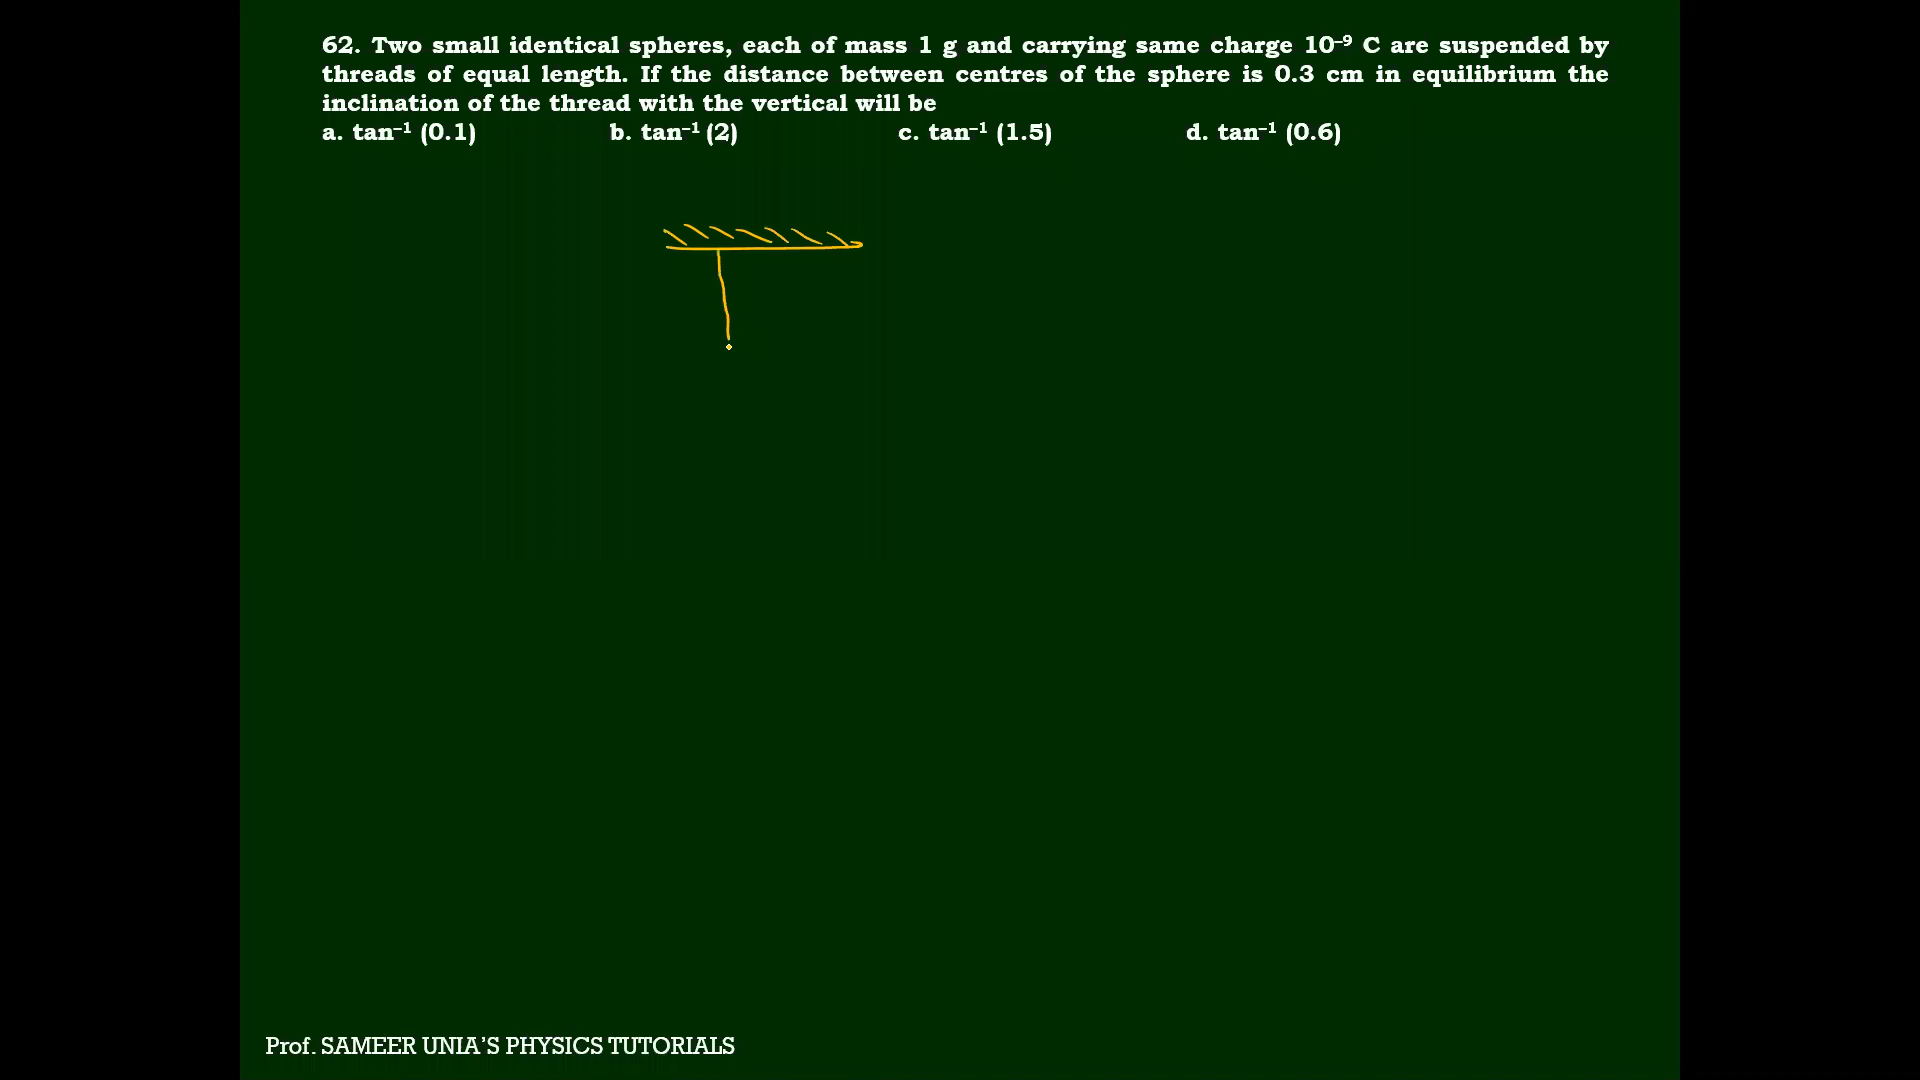 62. Two small identical spheres, each of mass 1 g and carrying same charge 10⁻⁹ C are suspended by
threads of equal length. If the distance between centres of the sphere is 0.3 cm in equilibrium the
inclination of the thread with the vertical will be
a. tan⁻¹ (0.1) b. tan⁻¹ (2) c. tan⁻¹ (1.5) d. tan⁻¹ (0.6)
Prof. SAMEER UNIA’S PHYSICS TUTORIALS